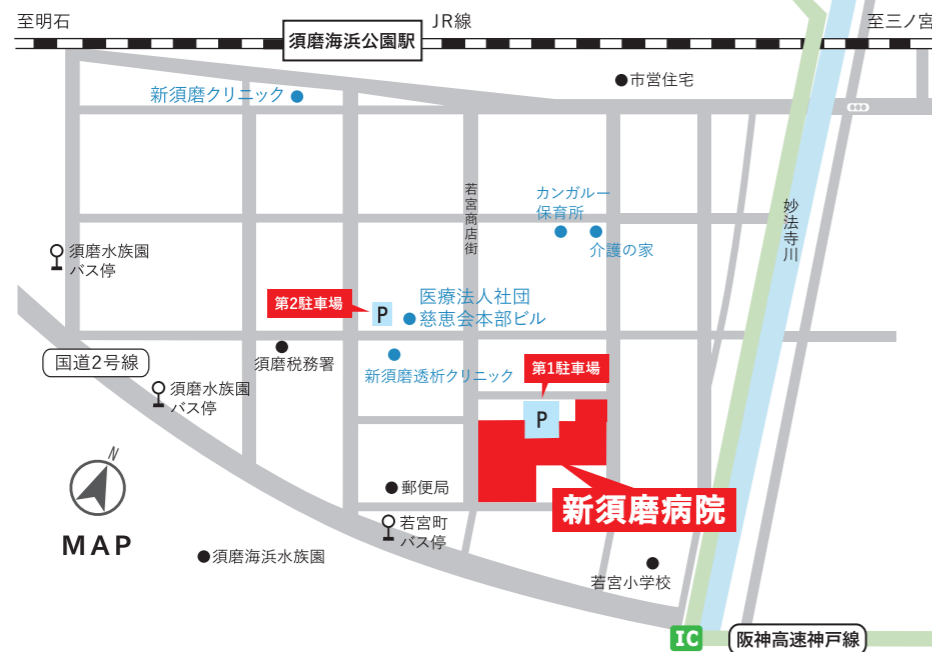 至明石
JR線
至三ノ宮
須磨海浜公園駅
市営住宅
新須磨クリニック
若宮商店街
カンガルー
保育所
介護の家
妙法寺川
須磨水族園
バス停
第2駐車場
P
医療法人社団
慈恵会本部ビル
国道2号線
須磨税務署
新須磨透析クリニック
第1駐車場
P
須磨水族園
バス停
N
MAP
郵便局
新須磨病院
若宮町
バス停
須磨海浜水族園
若宮小学校
IC
阪神高速神戸線